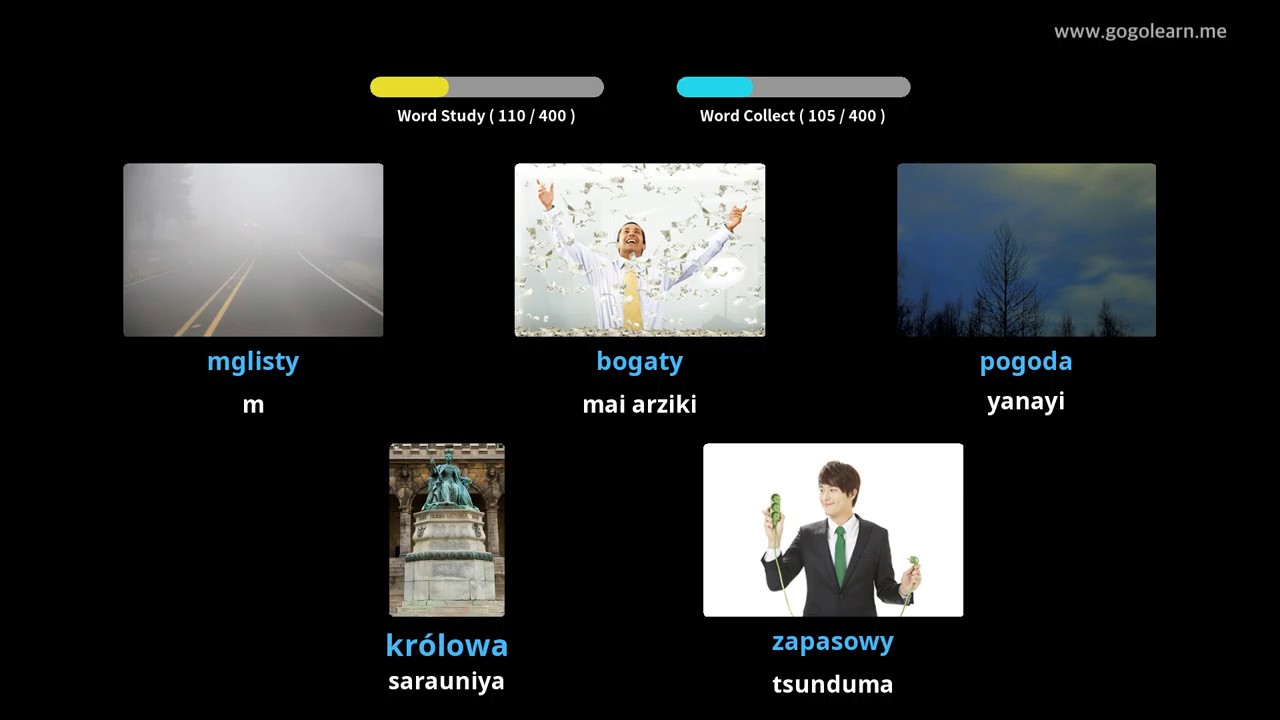 www.gogolearn.me
Word Study ( 110 / 400 )
Word Collect ( 105 / 400 )
mglisty
bogaty
pogoda
m
mai arziki
yanayi
królowa
zapasowy
sarauniya
tsunduma